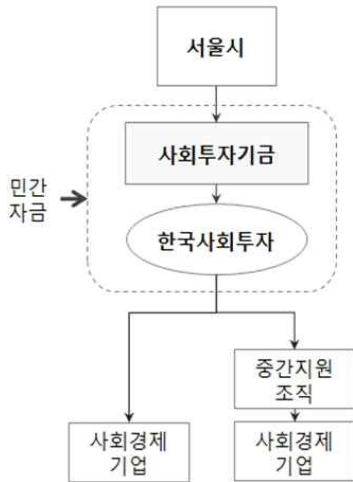 서울시
사회투자기금
민간
자금
한국사회투자
중간지원
조직
사회경제
기업
사회경제
기업